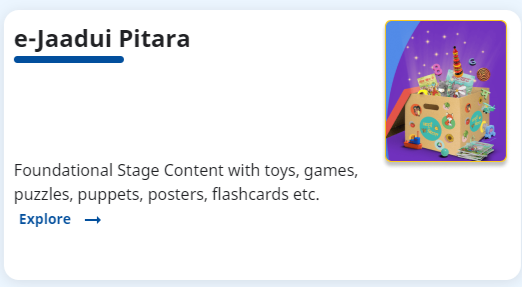 e-Jaadui Pitara
Foundational Stage Content with toys, games,
puzzles, puppets, posters, flashcards etc.
Explore →